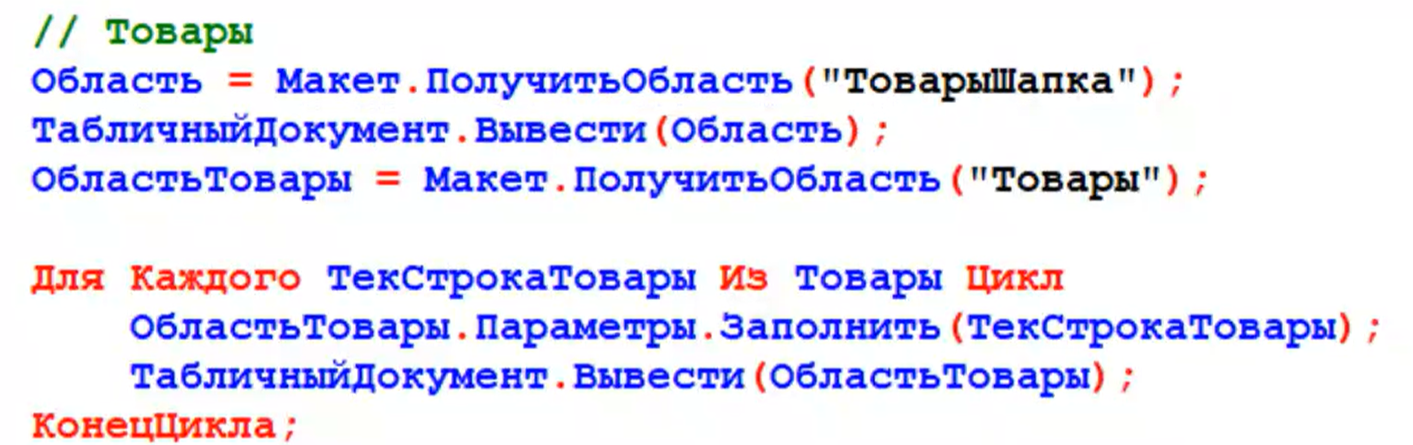 // Товары
Область = Макет.ПолучитьОбласть("ТоварыШапка");
ТабличныйДокумент.Вывести(Область);
ОбластьТовары = Макет.ПолучитьОбласть("Товары");
Для Каждого ТекСтрокаТовары Из Товары Цикл
ОбластьТовары.Параметры.Заполнить(ТекСтрокаТовары);
ТабличныйДокумент.Вывести(ОбластьТовары);
КонецЦикла;